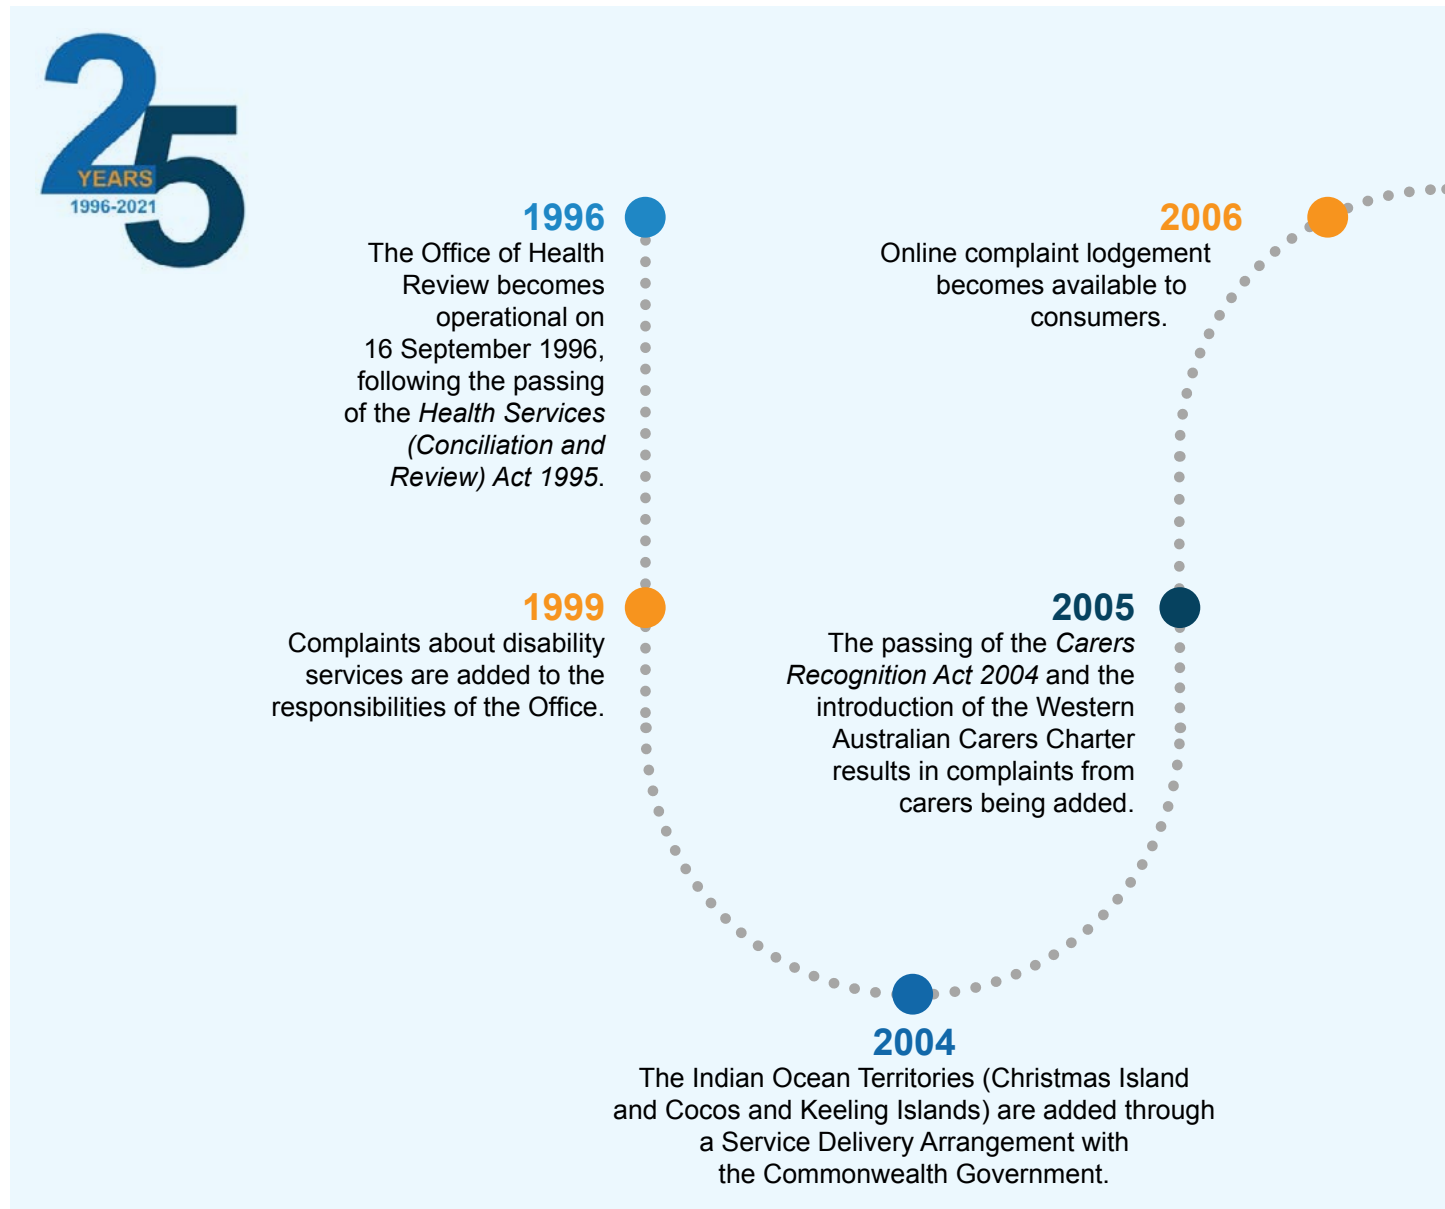 25
YEARS
1996-2021
1996
The Office of Health
Review becomes
operational on
16 September 1996,
following the passing
of the Health Services
(Conciliation and
Review) Act 1995.
1999
Complaints about disability
services are added to the
responsibilities of the Office.
2004
The Indian Ocean Territories (Christmas Island
and Cocos and Keeling Islands) are added through
a Service Delivery Arrangement with
the Commonwealth Government.
2005
The passing of the Carers
Recognition Act 2004 and the
introduction of the Western
Australian Carers Charter
results in complaints from
carers being added.
2006
Online complaint lodgement
becomes available to
consumers.